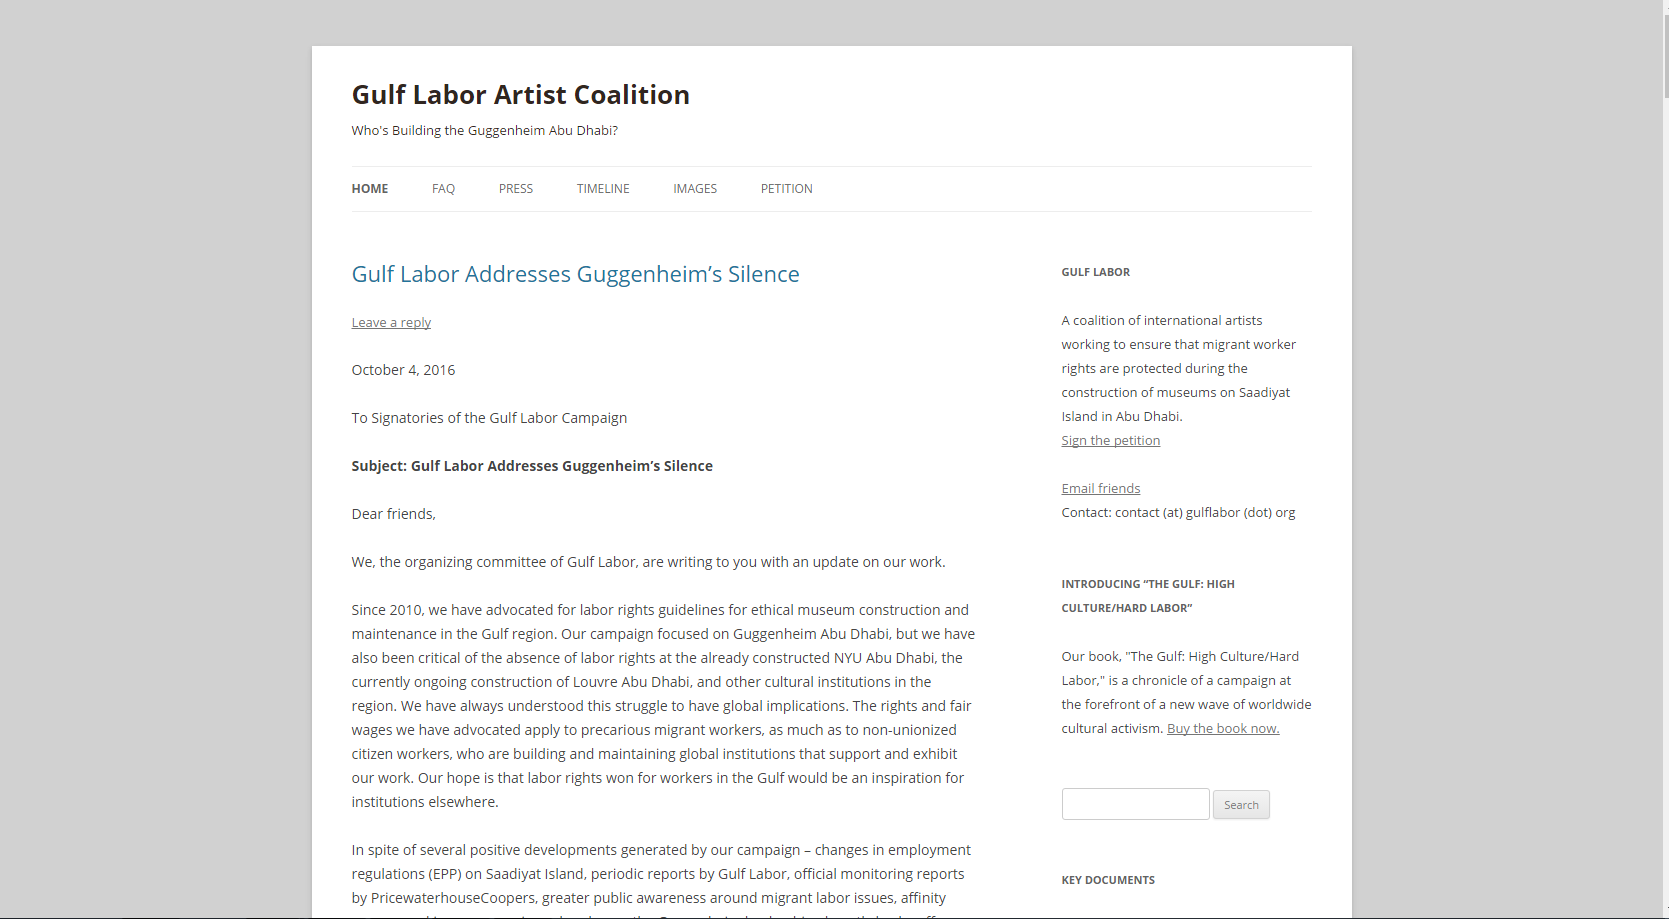 Gulf Labor Artist Coalition
Who's Building the Guggenheim Abu Dhabi?
HOME FAQ PRESS TIMELINE IMAGES PETITION
Gulf Labor Addresses Guggenheim’s Silence
Leave a reply
October 4, 2016
To Signatories of the Gulf Labor Campaign
Subject: Gulf Labor Addresses Guggenheim’s Silence
Dear friends,
We, the organizing committee of Gulf Labor, are writing to you with an update on our work.
Since 2010, we have advocated for labor rights guidelines for ethical museum construction and
maintenance in the Gulf region. Our campaign focused on Guggenheim Abu Dhabi, but we have
also been critical of the absence of labor rights at the already constructed NYU Abu Dhabi, the
currently ongoing construction of Louvre Abu Dhabi, and other cultural institutions in the
region. We have always understood this struggle to have global implications. The rights and fair
wages we have advocated apply to precarious migrant workers, as much as to non-unionized
citizen workers, who are building and maintaining global institutions that support and exhibit
our work. Our hope is that labor rights won for workers in the Gulf would be an inspiration for
institutions elsewhere.
In spite of several positive developments generated by our campaign – changes in employment
regulations (EPP) on Saadiyat Island, periodic reports by Gulf Labor, official monitoring reports
by PricewaterhouseCoopers, greater public awareness around migrant labor issues, affinity
GULF LABOR
A coalition of international artists
working to ensure that migrant worker
rights are protected during the
construction of museums on Saadiyat
Island in Abu Dhabi.
Sign the petition
Email friends
Contact: contact (at) gulflabor (dot) org
INTRODUCING “THE GULF: HIGH
CULTURE/HARD LABOR”
Our book, "The Gulf: High Culture/Hard
Labor," is a chronicle of a campaign at
the forefront of a new wave of worldwide
cultural activism. Buy the book now.
Search
KEY DOCUMENTS